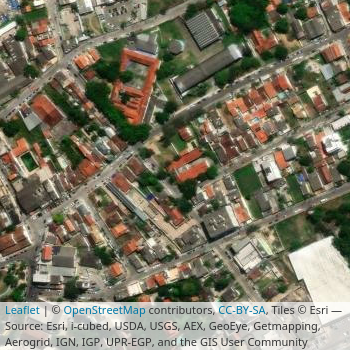 Leaflet | © OpenStreetMap contributors, CC-BY-SA, Tiles © Esri —
Source: Esri, i-cubed, USDA, USGS, AEX, GeoEye, Getmapping,
Aerogrid, IGN, IGP, UPR-EGP, and the GIS User Community